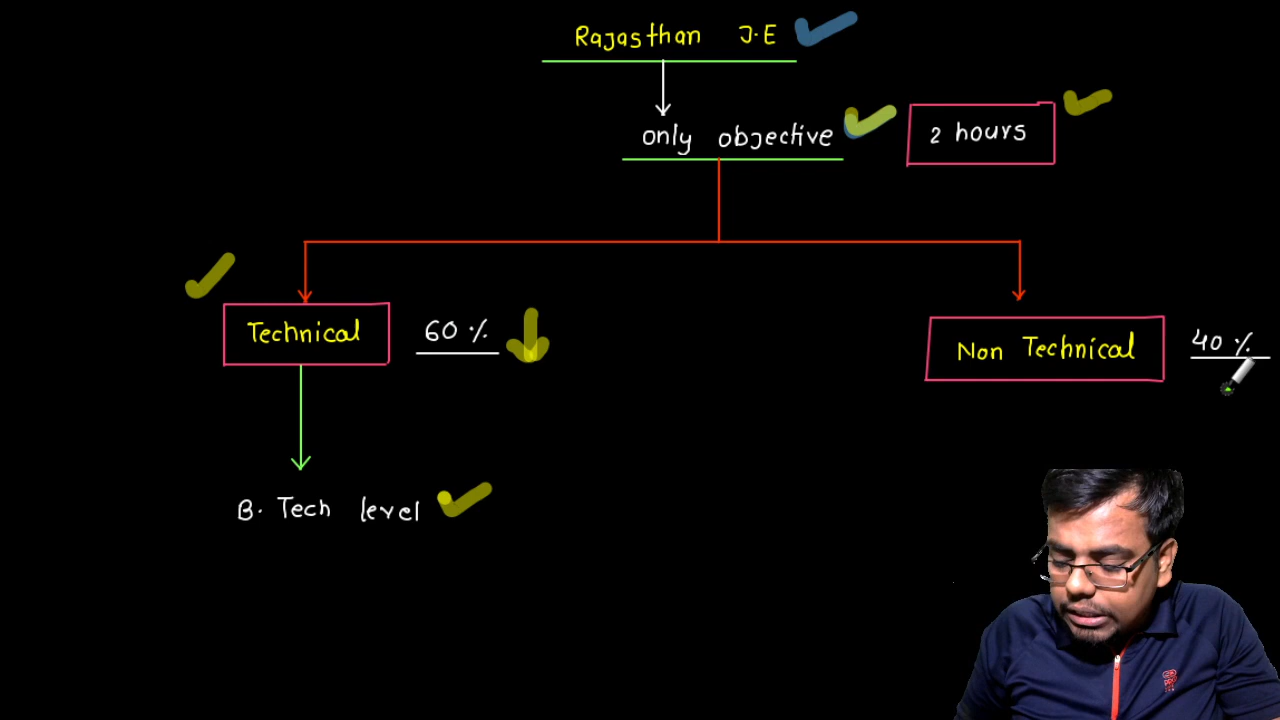 Rajasthan J.E
only objective
2 hours
Technical
60 %
Non Technical
40 %
B. Tech level